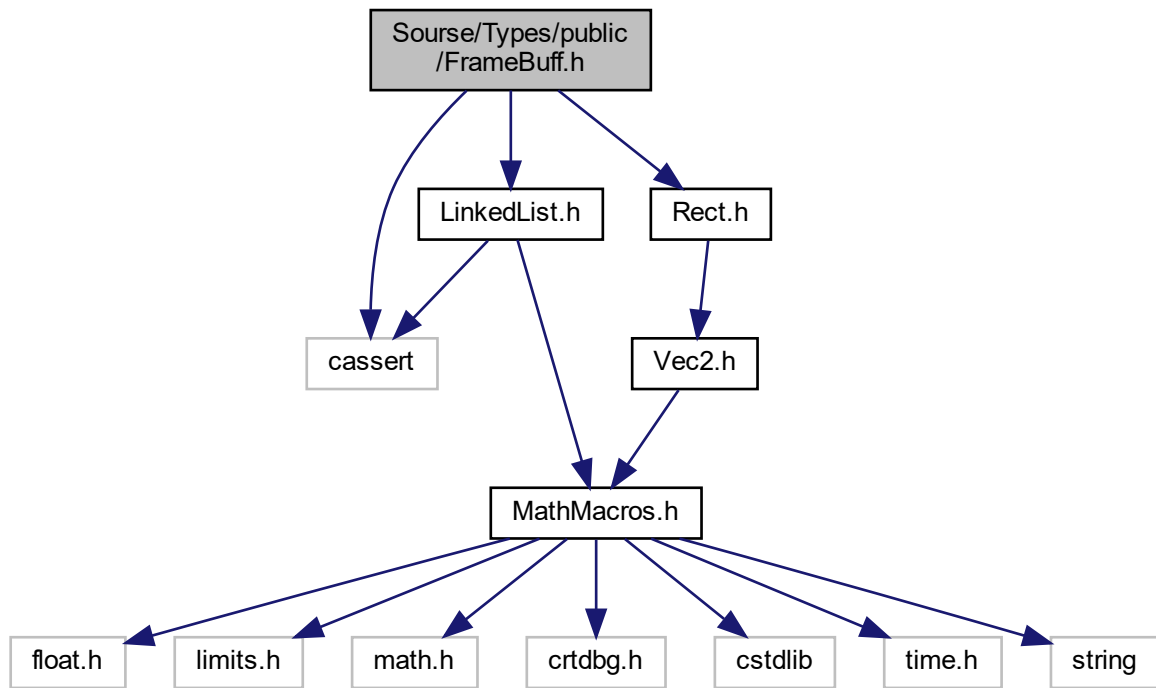 Sourse/Types/public
/FrameBuff.h
LinkedList.h
Rect.h
cassert
Vec2.h
MathMacros.h
float.h
limits.h
math.h
crtdbg.h
cstdlib
time.h
string